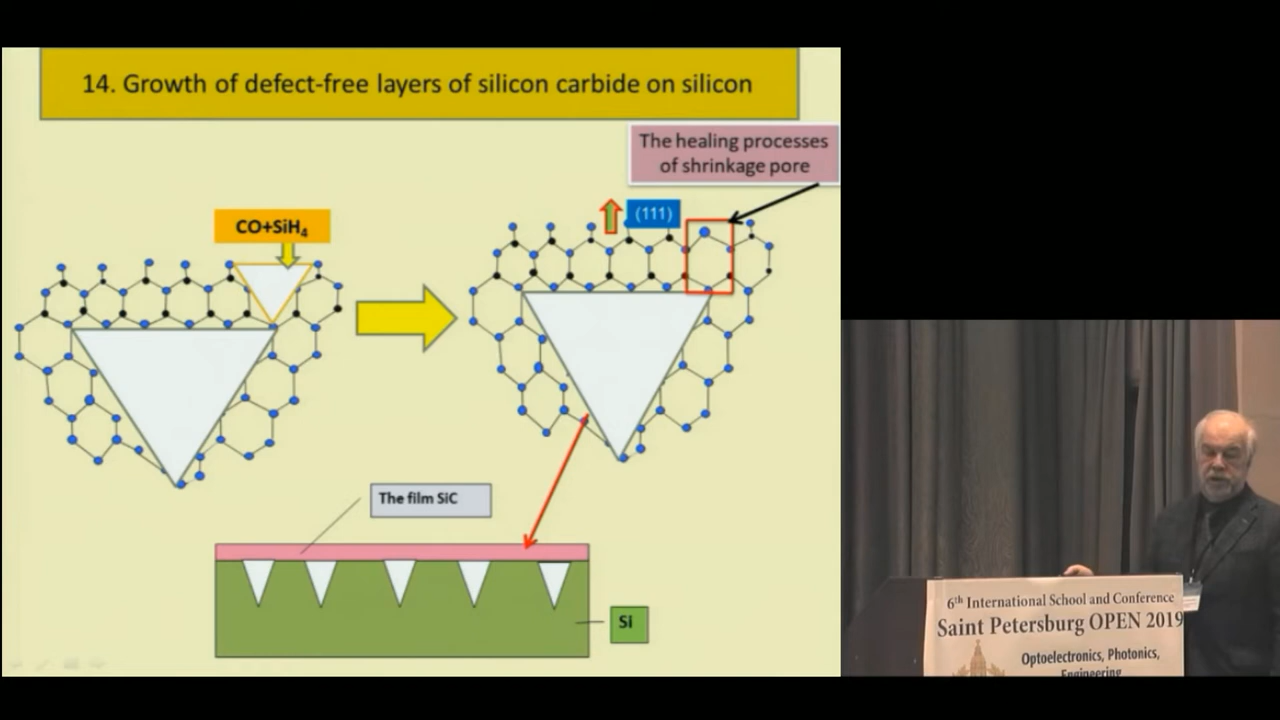 14. Growth of defect-free layers of silicon carbide on silicon
The healing processes
of shrinkage pore
CO+SiH₄
(111)
The film SiC
Si
6th International School and Conference
Saint Petersburg OPEN 2019
Optoelectronics, Photonics,
Engineering